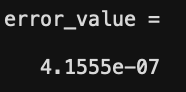 error_value =
4.1555e-07